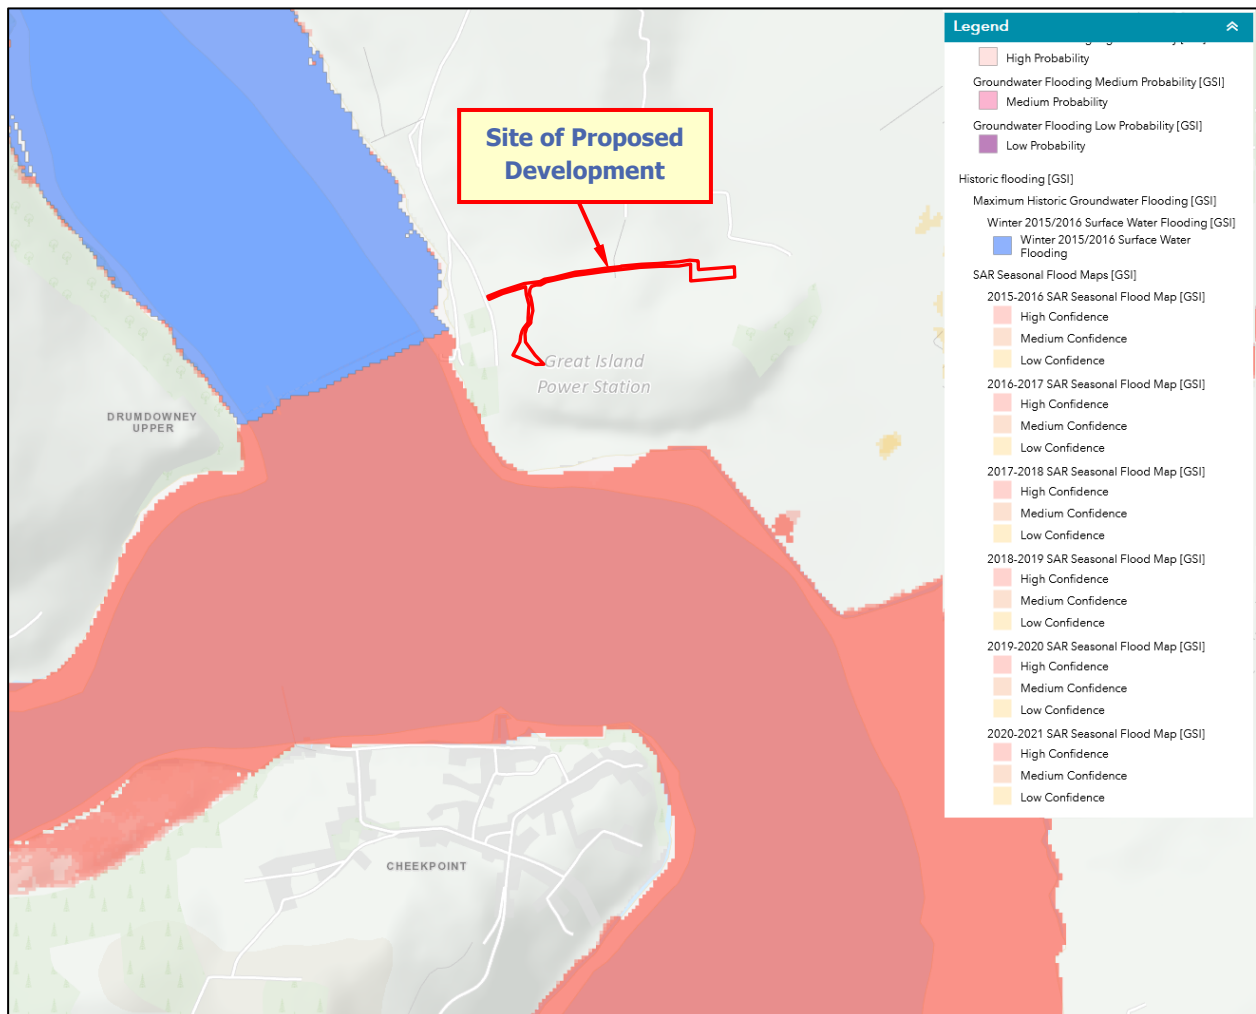 Site of Proposed
Development
Great Island
Power Station
DRUMDOWNEY
UPPER
CHEEKPOINT
Legend
High Probability
Groundwater Flooding Medium Probability [GSI]
Medium Probability
Groundwater Flooding Low Probability [GSI]
Low Probability
Historic flooding [GSI]
Maximum Historic Groundwater Flooding [GSI]
Winter 2015/2016 Surface Water Flooding [GSI]
Winter 2015/2016 Surface Water
Flooding
SAR Seasonal Flood Maps [GSI]
2015-2016 SAR Seasonal Flood Map [GSI]
High Confidence
Medium Confidence
Low Confidence
2016-2017 SAR Seasonal Flood Map [GSI]
High Confidence
Medium Confidence
Low Confidence
2017-2018 SAR Seasonal Flood Map [GSI]
High Confidence
Medium Confidence
Low Confidence
2018-2019 SAR Seasonal Flood Map [GSI]
High Confidence
Medium Confidence
Low Confidence
2019-2020 SAR Seasonal Flood Map [GSI]
High Confidence
Medium Confidence
Low Confidence
2020-2021 SAR Seasonal Flood Map [GSI]
High Confidence
Medium Confidence
Low Confidence